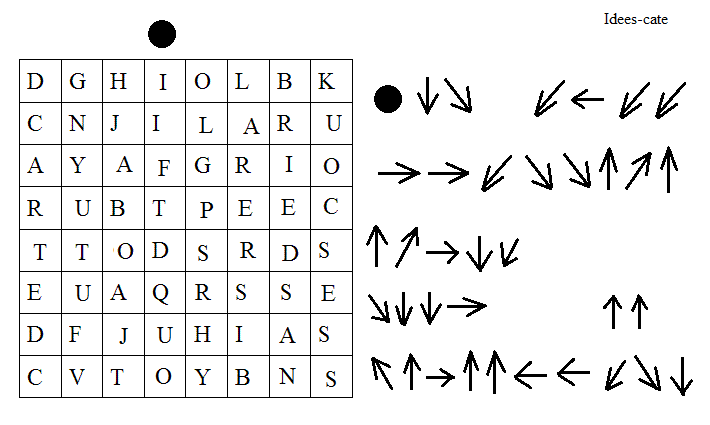 Idees-cate
D G H I O L B K
C N J I L A R U
A Y A F G R I O
R U B T P E E C
T T O D S R D S
E U A Q R S S E
D F J U H I A S
C V T O Y B N S